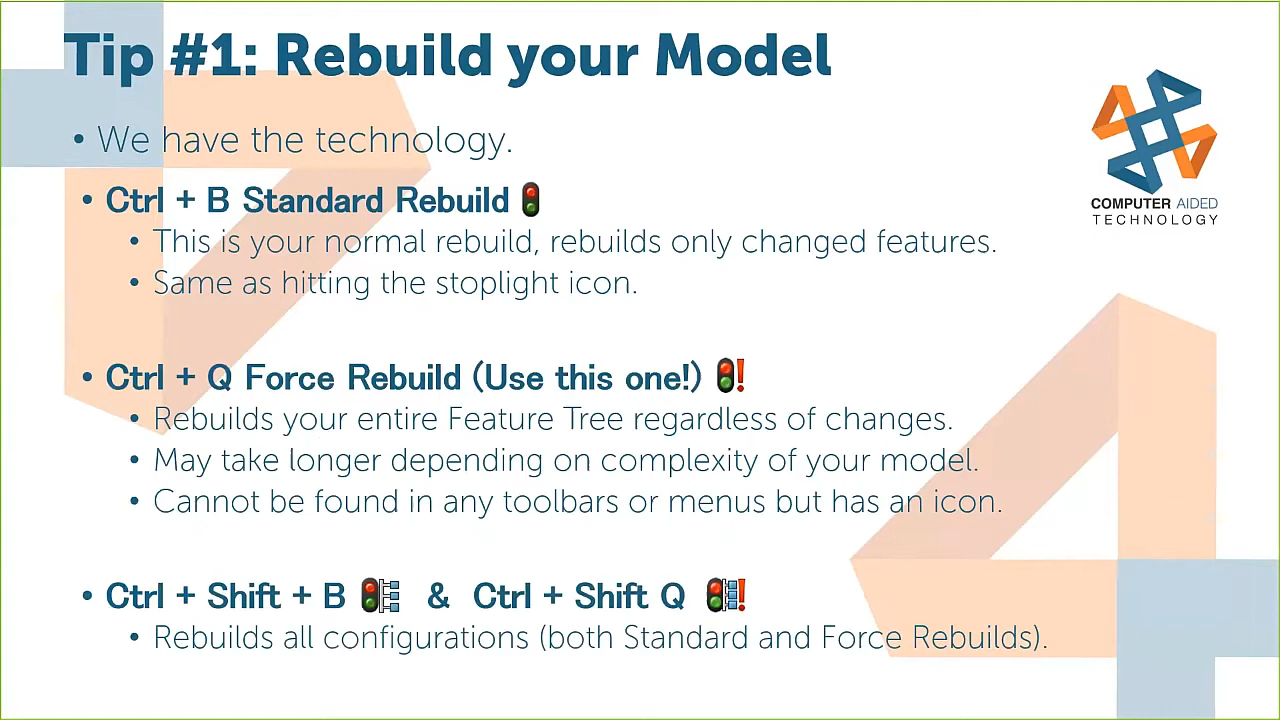 Tip #1: Rebuild your Model
• We have the technology.
• Ctrl + B Standard Rebuild
• This is your normal rebuild, rebuilds only changed features.
• Same as hitting the stoplight icon.
• Ctrl + Q Force Rebuild (Use this one!)
• Rebuilds your entire Feature Tree regardless of changes.
• May take longer depending on complexity of your model.
• Cannot be found in any toolbars or menus but has an icon.
• Ctrl + Shift + B & Ctrl + Shift Q
• Rebuilds all configurations (both Standard and Force Rebuilds).
COMPUTER AIDED
TECHNOLOGY